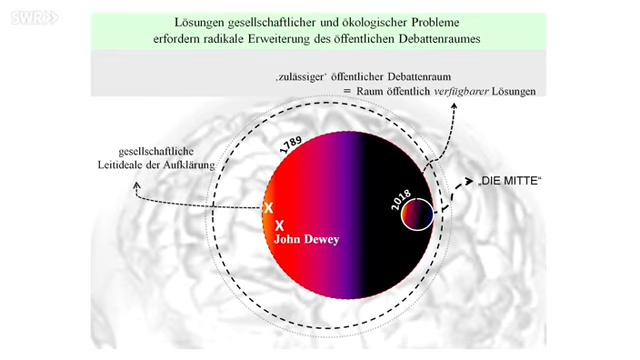 SWR»
Lösungen gesellschaftlicher und ökologischer Probleme
erfordern radikale Erweiterung des öffentlichen Debattenraumes
‚zulässiger‘ öffentlicher Debattenraum
= Raum öffentlich verfügbarer Lösungen
1789
gesellschaftliche
Leitideale der Aufklärung
„DIE MITTE“
2018
X
X
John Dewey